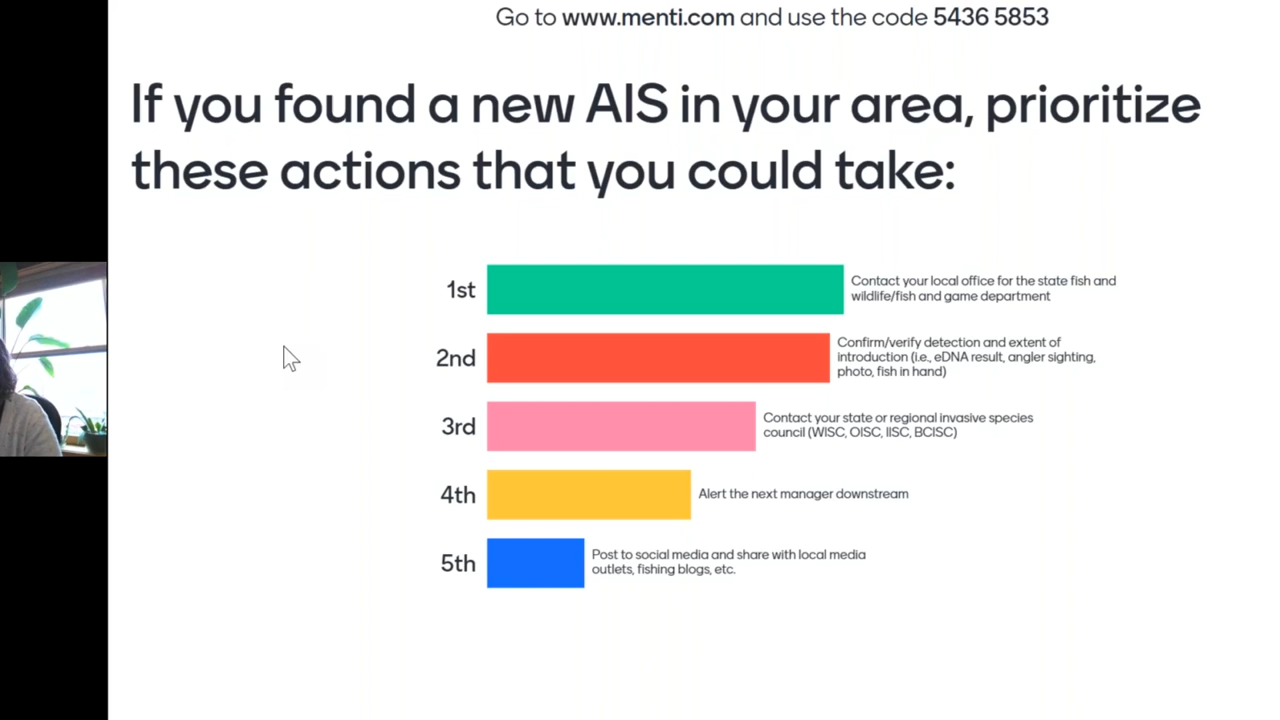 Go to www.menti.com and use the code 5436 5853
If you found a new AIS in your area, prioritize
these actions that you could take:
1st
Contact your local office for the state fish and
wildlife/fish and game department
2nd
Confirm/verify detection and extent of
introduction (i.e., eDNA result, angler sighting,
photo, fish in hand)
3rd
Contact your state or regional invasive species
council (WISC, OISC, IISC, BCISC)
4th
Alert the next manager downstream
5th
Post to social media and share with local media
outlets, fishing blogs, etc.